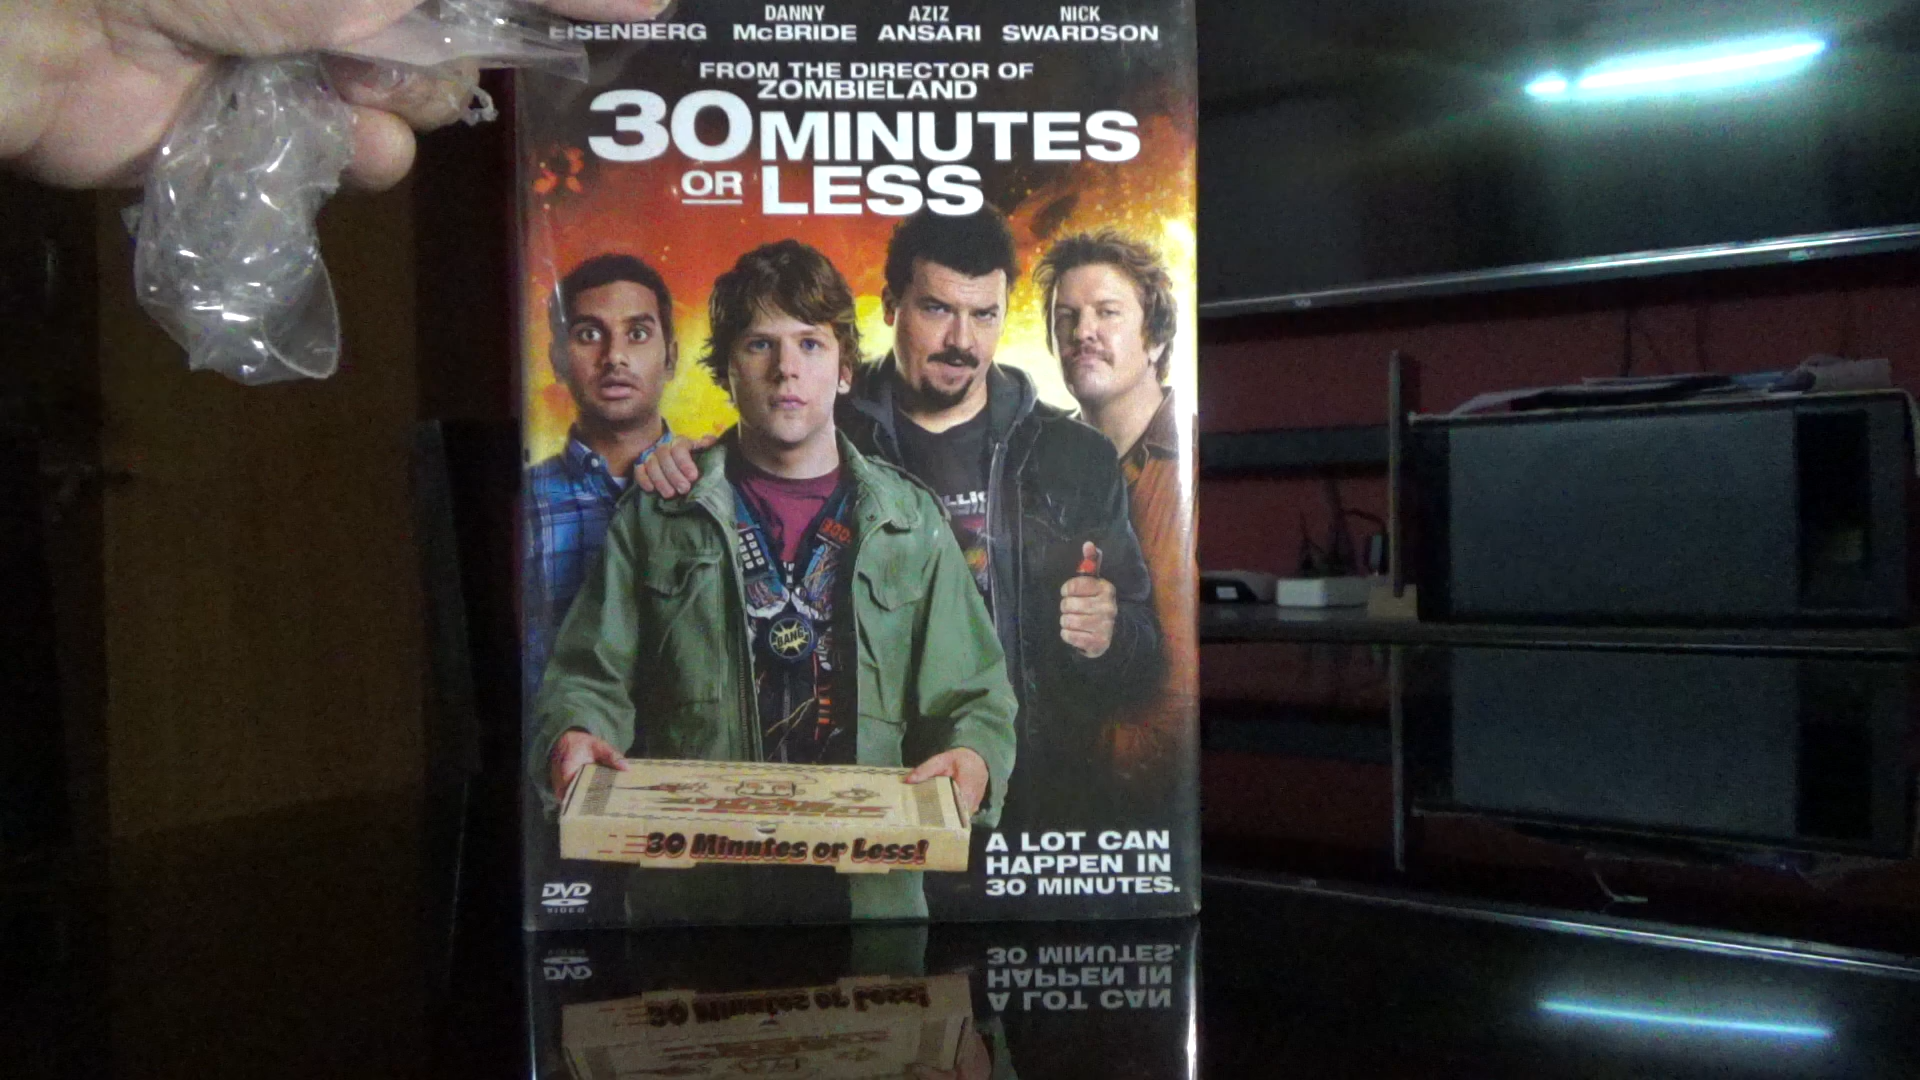 EISENBERG
DANNY McBRIDE
AZIZ ANSARI
NICK SWARDSON
FROM THE DIRECTOR OF
ZOMBIELAND
30 MINUTES
OR LESS
BANG
30 Minutes or Less!
A LOT CAN
HAPPEN IN
30 MINUTES.
DVD
VIDEO